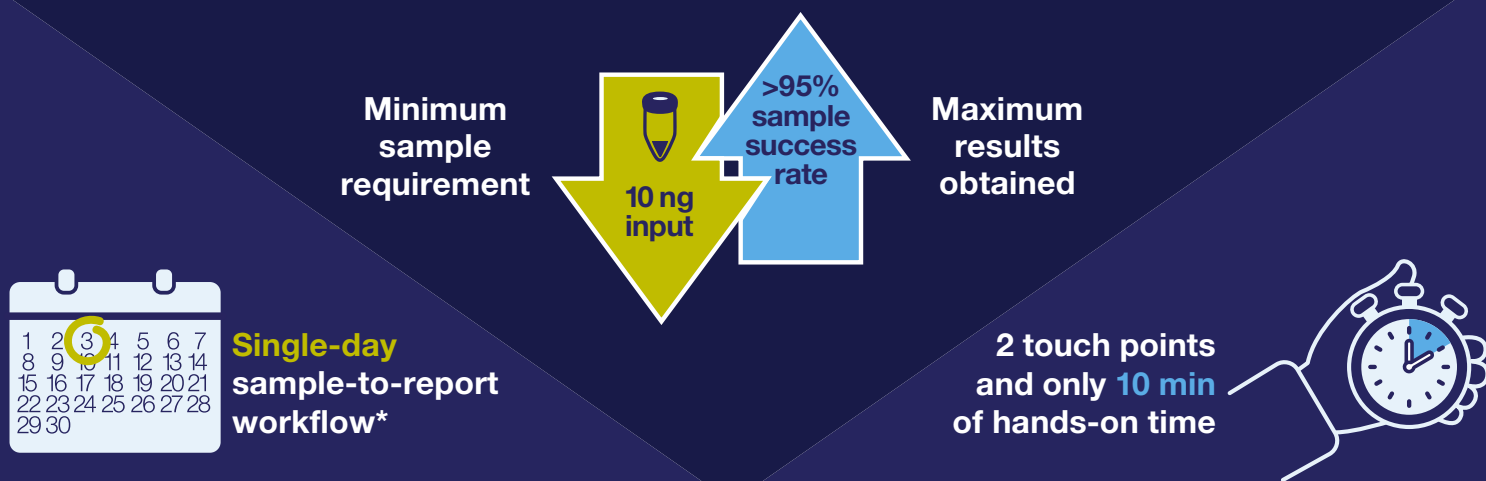 Minimum
sample
requirement
10 ng
input
>95%
sample
success
rate
Maximum
results
obtained
1 2 3 4 5 6 7
8 9 10 11 12 13 14
15 16 17 18 19 20 21
22 23 24 25 26 27 28
29 30
Single-day
sample-to-report
workflow*
2 touch points
and only 10 min
of hands-on time